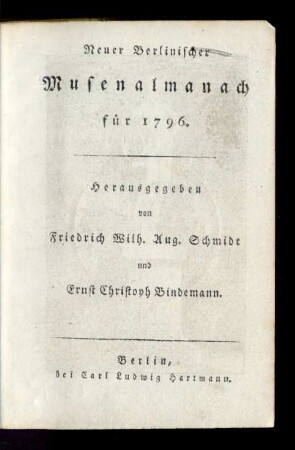 Neuer Berlinischer
Musenalmanach
für 1796.
Herausgegeben
von
Friedrich Wilh. Aug. Schmidt
und
Ernst Christoph Bindemann.
Berlin,
bei Carl Ludwig Hartmann.